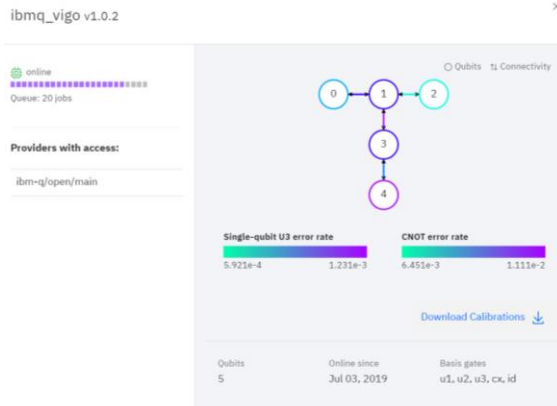 ibmq_vigo v1.0.2
online
Queue: 20 jobs
Providers with access:
ibm-q/open/main
Qubits Connectivity
0 1 2
3
4
Single-qubit U3 error rate
5.921e-4 1.231e-3
CNOT error rate
6.451e-3 1.111e-2
Download Calibrations
Qubits
5
Online since
Jul 03, 2019
Basis gates
u1, u2, u3, cx, id